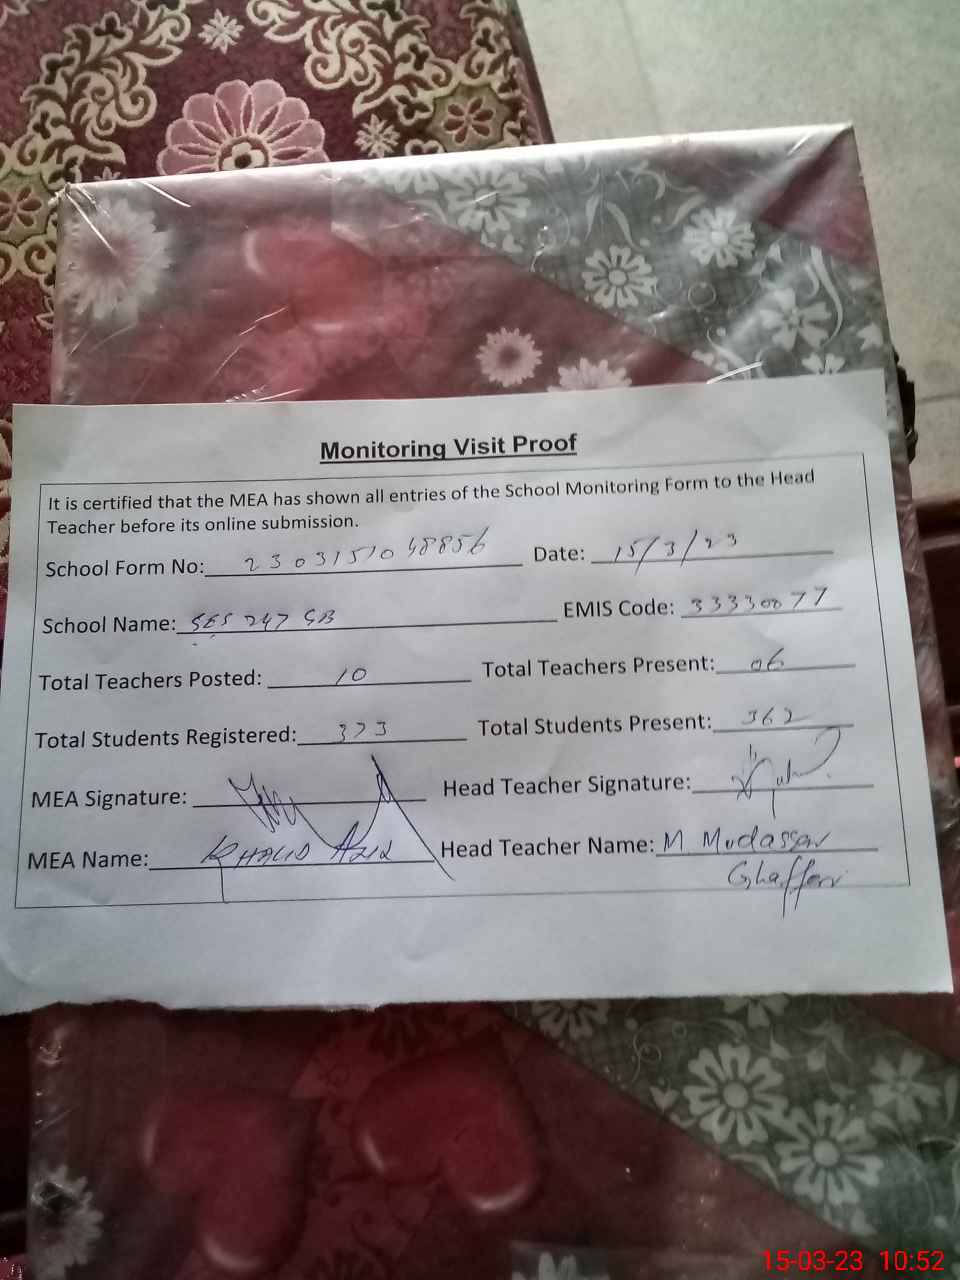 Monitoring Visit Proof
It is certified that the MEA has shown all entries of the School Monitoring Form to the Head
Teacher before its online submission.
School Form No: 230315104 8856 Date: 15/3/23
School Name: SES 247 GB EMIS Code: 33330077
Total Teachers Posted: 10 Total Teachers Present: 06
Total Students Registered: 373 Total Students Present: 362
MEA Signature: Head Teacher Signature:
MEA Name: KHALID AZIZ Head Teacher Name: M Mudassar
Ghaffari
15-03-23 10:52